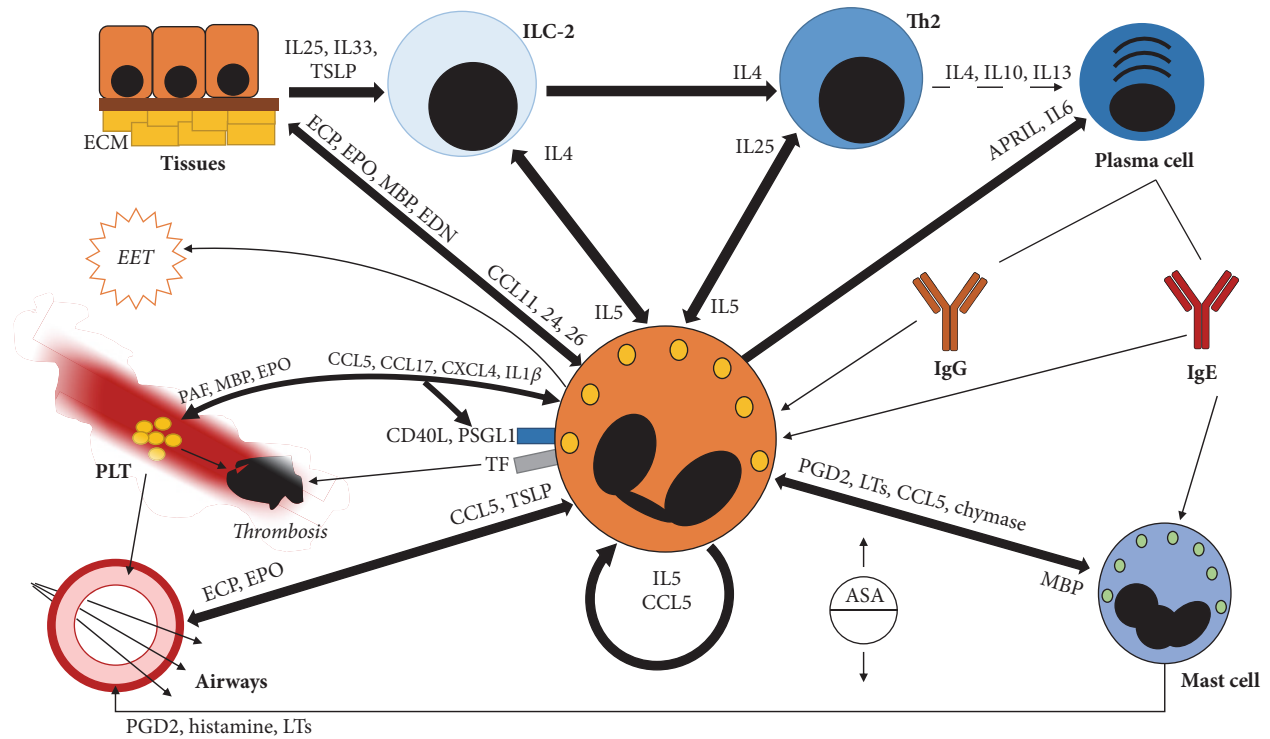 IL25, IL33,
TSLP
ILC-2
IL4
Th2
IL4, IL10, IL13
ECM
Tissues
Plasma cell
ECP, EPO, MBP, EDN
CCL11, 24, 26
IL4
IL5
IL25
IL5
APRIL, IL6
EET
IgG
IgE
PAF, MBP, EPO
CCL5, CCL17, CXCL4, IL1β
CD40L, PSGL1
TF
PLT
Thrombosis
CCL5, TSLP
ECP, EPO
PGD2, LTs, CCL5, chymase
MBP
IL5
CCL5
ASA
Airways
Mast cell
PGD2, histamine, LTs